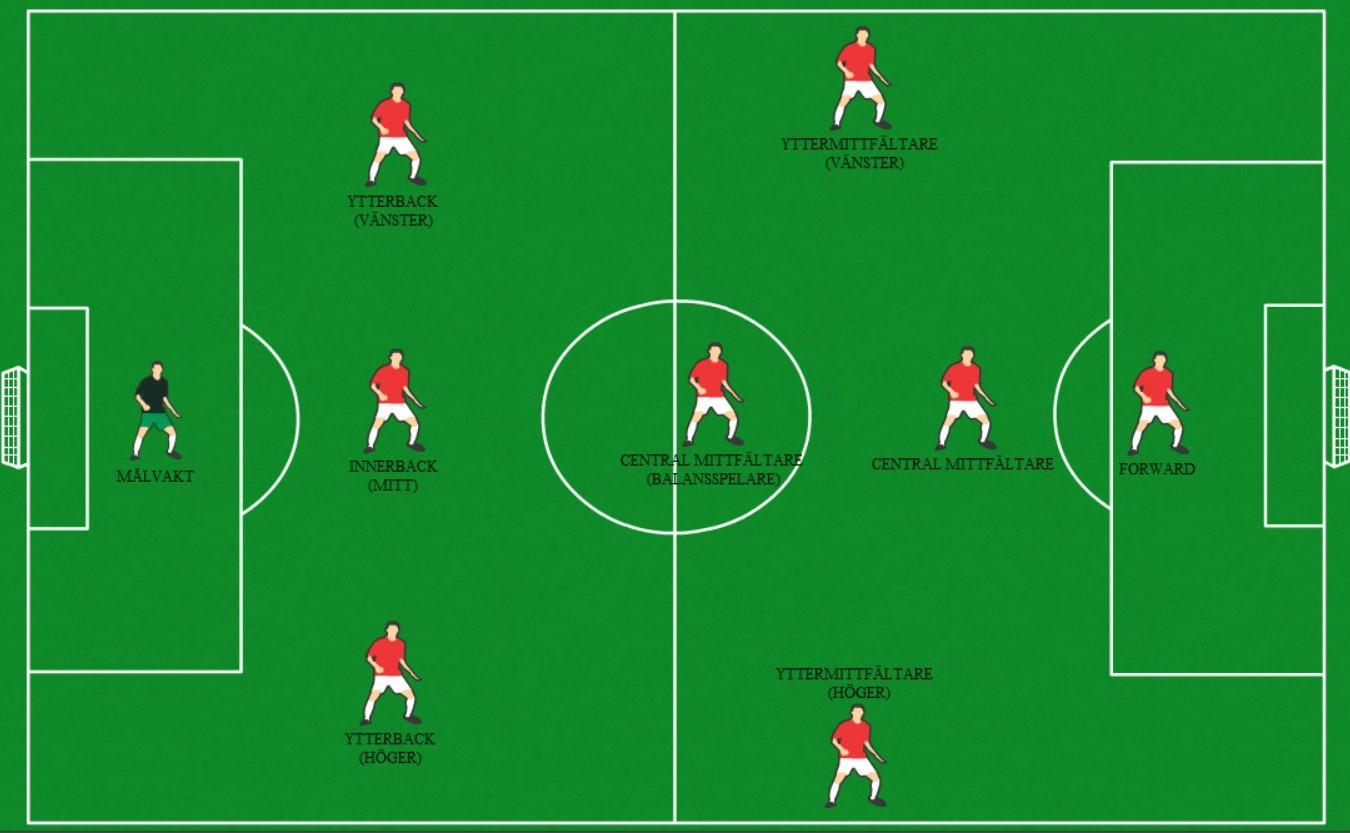 YTTERMITTFÄLTARE
(VÄNSTER)
YTTERBACK
(VÄNSTER)
MÅLVAKT
INNERBACK
(MITT)
CENTRAL MITTFÄLTARE
(BALANSSPELARE)
CENTRAL MITTFÄLTARE
FORWARD
YTTERMITTFÄLTARE
(HÖGER)
YTTERBACK
(HÖGER)